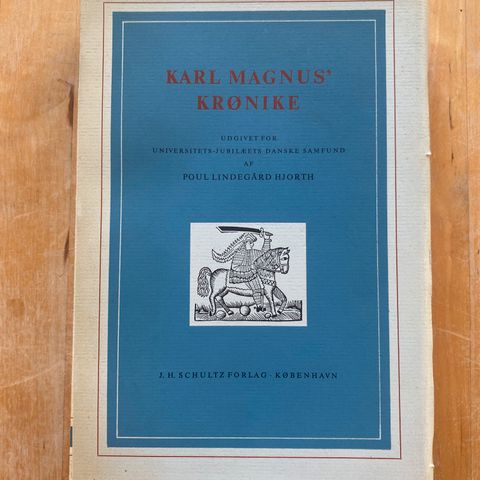 KARL MAGNUS'
KRØNIKE
UDGIVET FOR
UNIVERSITETS-JUBILÆETS DANSKE SAMFUND
AF
POUL LINDEGÅRD HJORTH
J. H. SCHULTZ FORLAG · KØBENHAVN